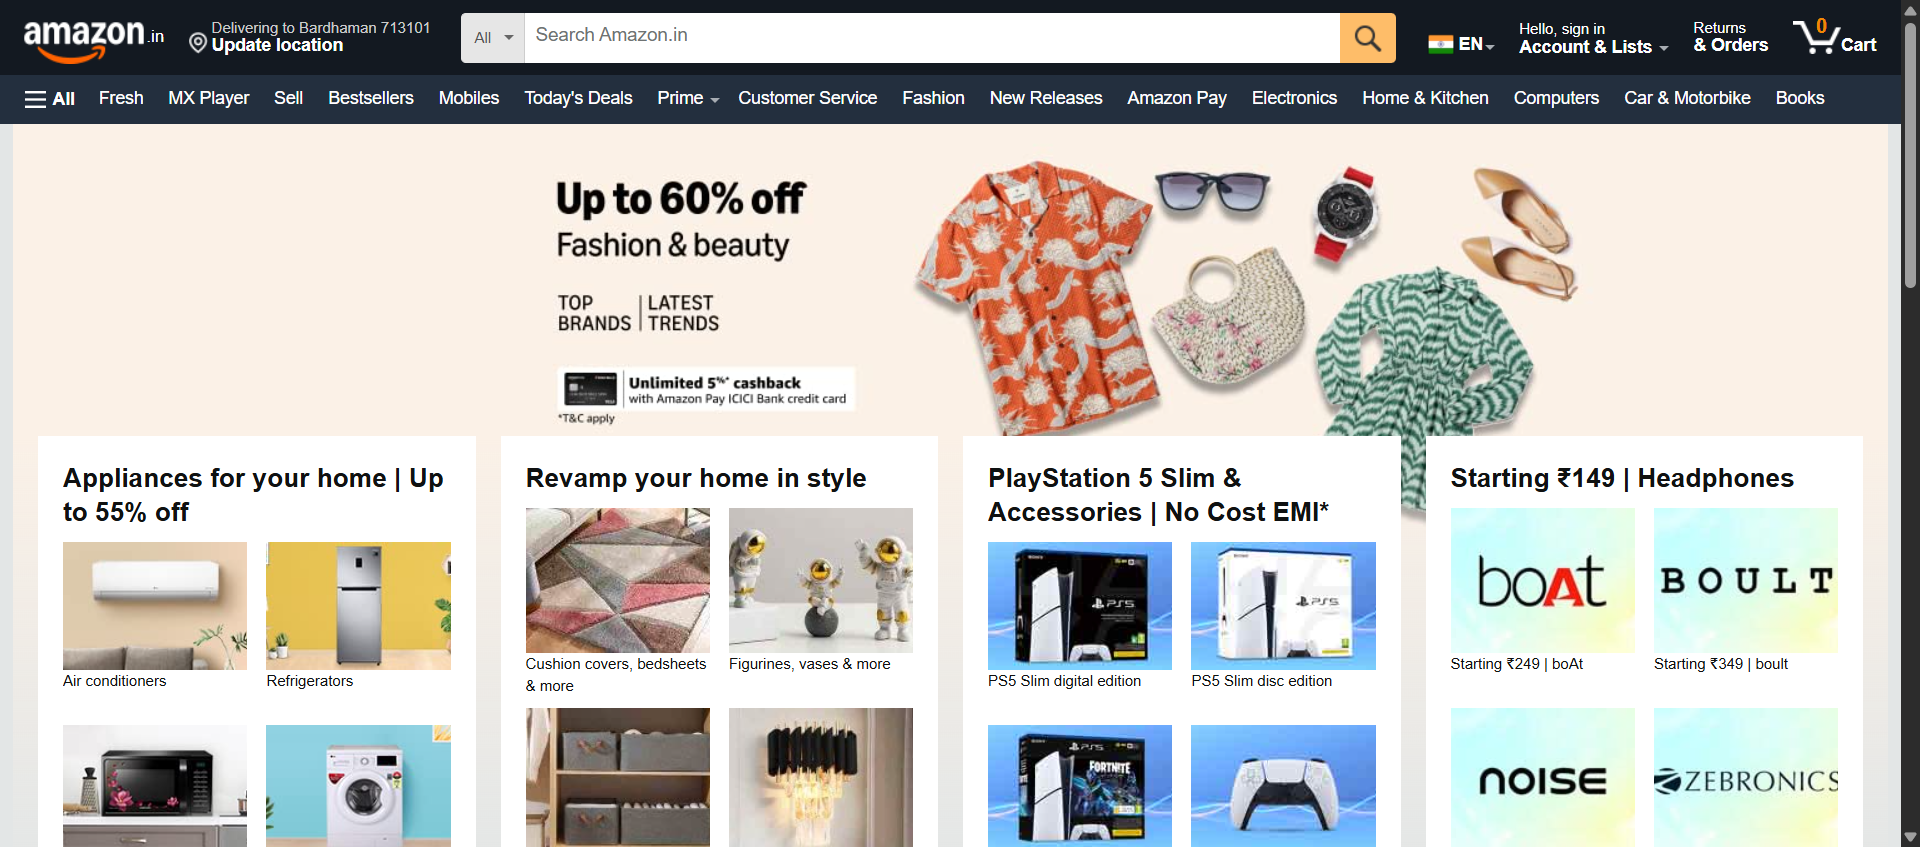 amazon.in
Delivering to Bardhaman 713101
Update location
All
Search Amazon.in
EN
Hello, sign in
Account & Lists
Returns
& Orders
0
Cart
All
Fresh
MX Player
Sell
Bestsellers
Mobiles
Today's Deals
Prime
Customer Service
Fashion
New Releases
Amazon Pay
Electronics
Home & Kitchen
Computers
Car & Motorbike
Books
Up to 60% off
Fashion & beauty
TOP BRANDS | LATEST TRENDS
Unlimited 5%* cashback
with Amazon Pay ICICI Bank credit card
*T&C apply
Appliances for your home | Up
to 55% off
Air conditioners
Refrigerators
Revamp your home in style
Cushion covers, bedsheets
& more
Figurines, vases & more
PlayStation 5 Slim &
Accessories | No Cost EMI*
PS5
PS5
PS5 Slim digital edition
PS5 Slim disc edition
PS5
FORTNITE
Starting ₹149 | Headphones
boAt
BOULT
Starting ₹249 | boAt
Starting ₹349 | boult
noise
ZEBRONICS